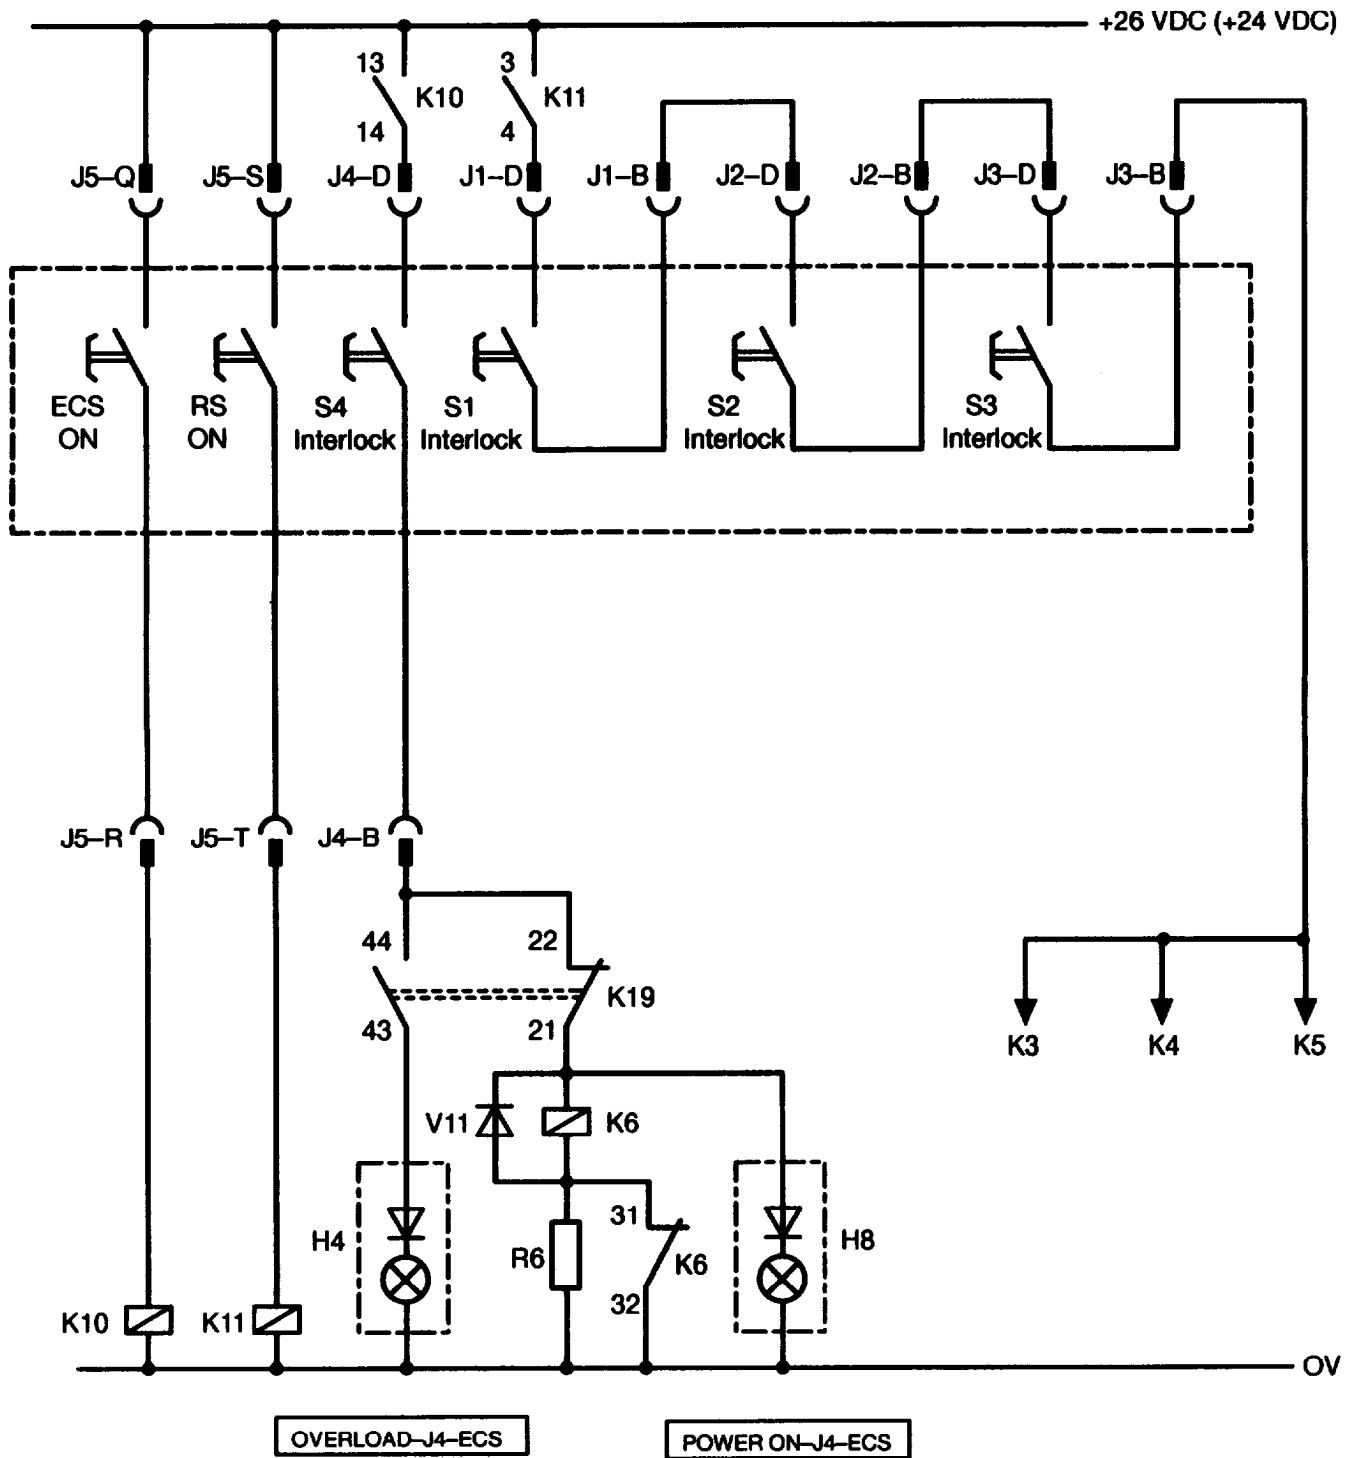 +26 VDC (+24 VDC)
13
K10
14
3
K11
4
J5–Q
J5–S
J4–D
J1–D
J1–B
J2–D
J2–B
J3–D
J3–B
ECS
ON
RS
ON
S4
Interlock
S1
Interlock
S2
Interlock
S3
Interlock
J5–R
J5–T
J4–B
44
22
K19
43
21
K3
K4
K5
V11
K6
H4
R6
31
K6
32
H8
K10
K11
OV
OVERLOAD–J4–ECS
POWER ON–J4–ECS